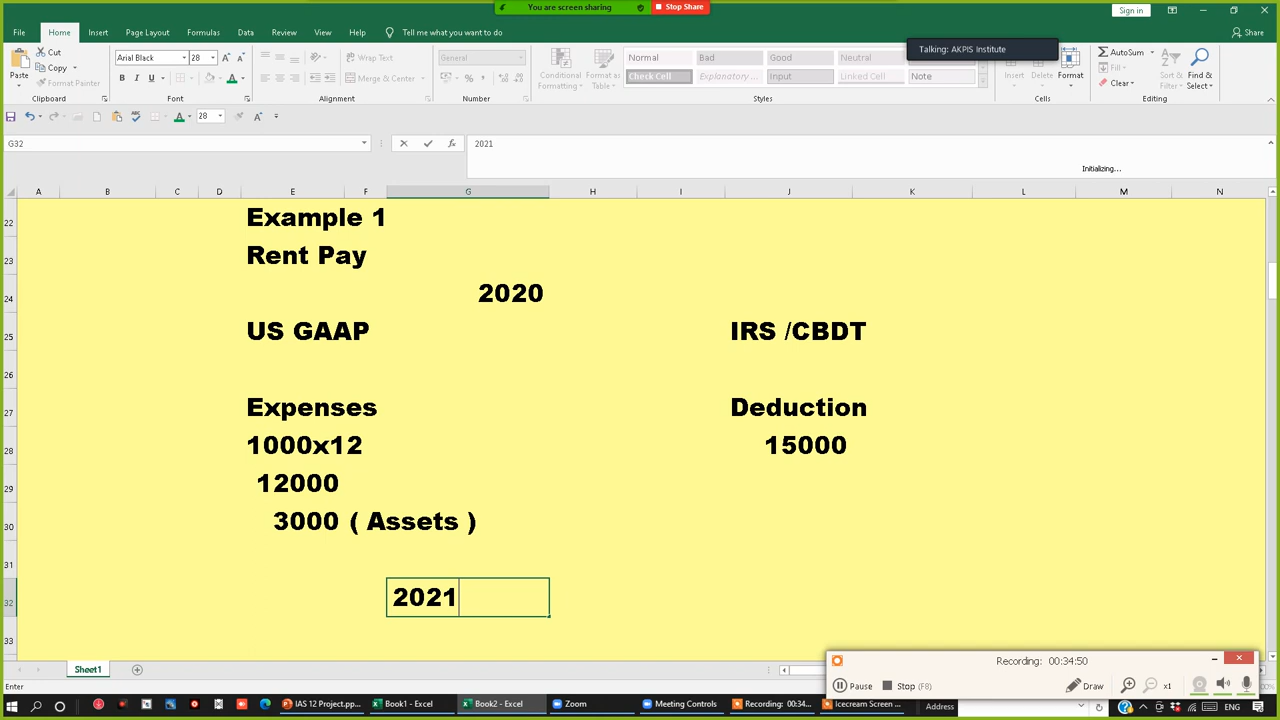 You are screen sharing
Stop Share
Sign in
File Home Insert Page Layout Formulas Data Review View Help Tell me what you want to do
Share
Talking: AKPIS Institute
Paste
Cut
Copy
Format Painter
Clipboard
Arial Black 28
B I U
Font
Wrap Text
Merge & Center
Alignment
General
Number
Conditional Formatting
Format as Table
Normal Bad Good Neutral
Check Cell Explanatory... Input Linked Cell Note
Styles
Insert Delete Format
Cells
AutoSum
Fill
Clear
Sort & Filter
Find & Select
Editing
28
G32
2021
Initializing...
A B C D E F G H I J K L M N
22 Example 1
23 Rent Pay
24 2020
25 US GAAP IRS /CBDT
26
27 Expenses Deduction
28 1000x12 15000
29 12000
30 3000 ( Assets )
31
32 2021
33
Sheet1
Enter
Recording: 00:34:50
Pause Stop (F8) Draw x1
IAS 12 Project.pp... Book1 - Excel Book2 - Excel Zoom Meeting Controls Recording: 00:34... Icecream Screen ... Address ENG